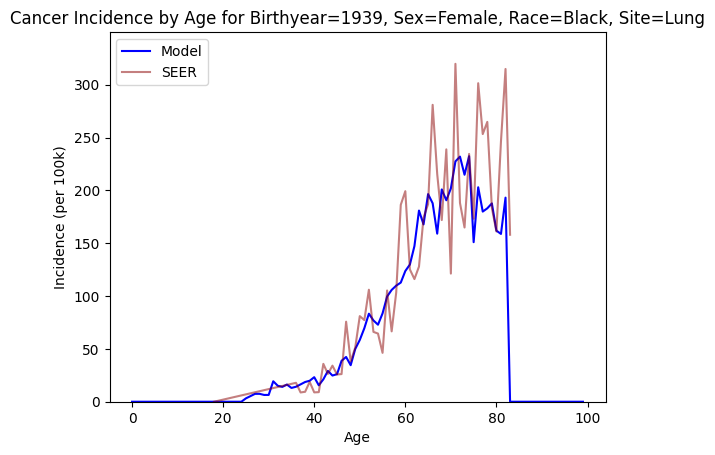 Cancer Incidence by Age for Birthyear=1939, Sex=Female, Race=Black, Site=Lung
Model
SEER
Incidence (per 100k)
300
250
200
150
100
50
0
0 20 40 60 80 100
Age